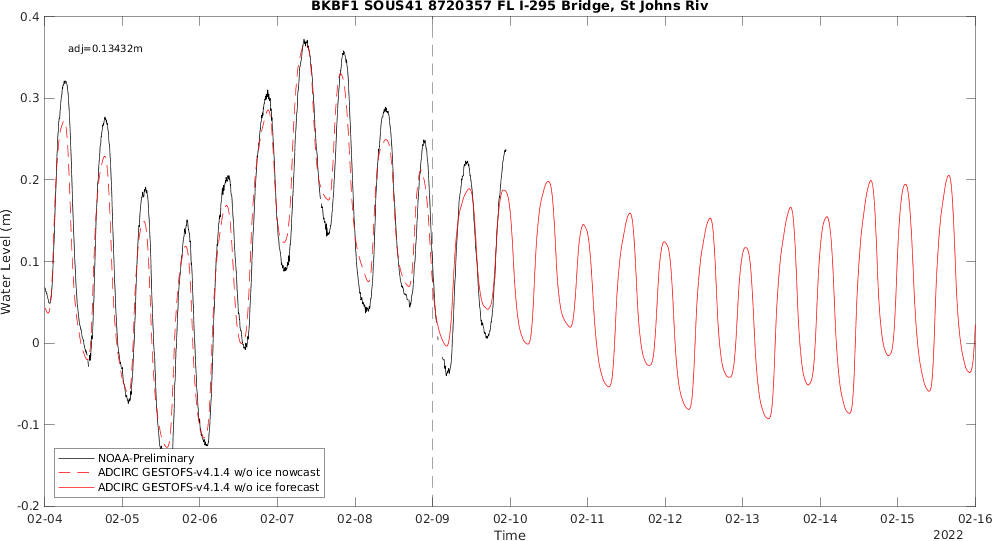 BKBF1 SOUS41 8720357 FL I-295 Bridge, St Johns Riv
adj=0.13432m
Water Level (m)
0.4
0.3
0.2
0.1
0
-0.1
-0.2
NOAA-Preliminary
ADCIRC GESTOFS-v4.1.4 w/o ice nowcast
ADCIRC GESTOFS-v4.1.4 w/o ice forecast
02-04 02-05 02-06 02-07 02-08 02-09 02-10 02-11 02-12 02-13 02-14 02-15 02-16
Time
2022